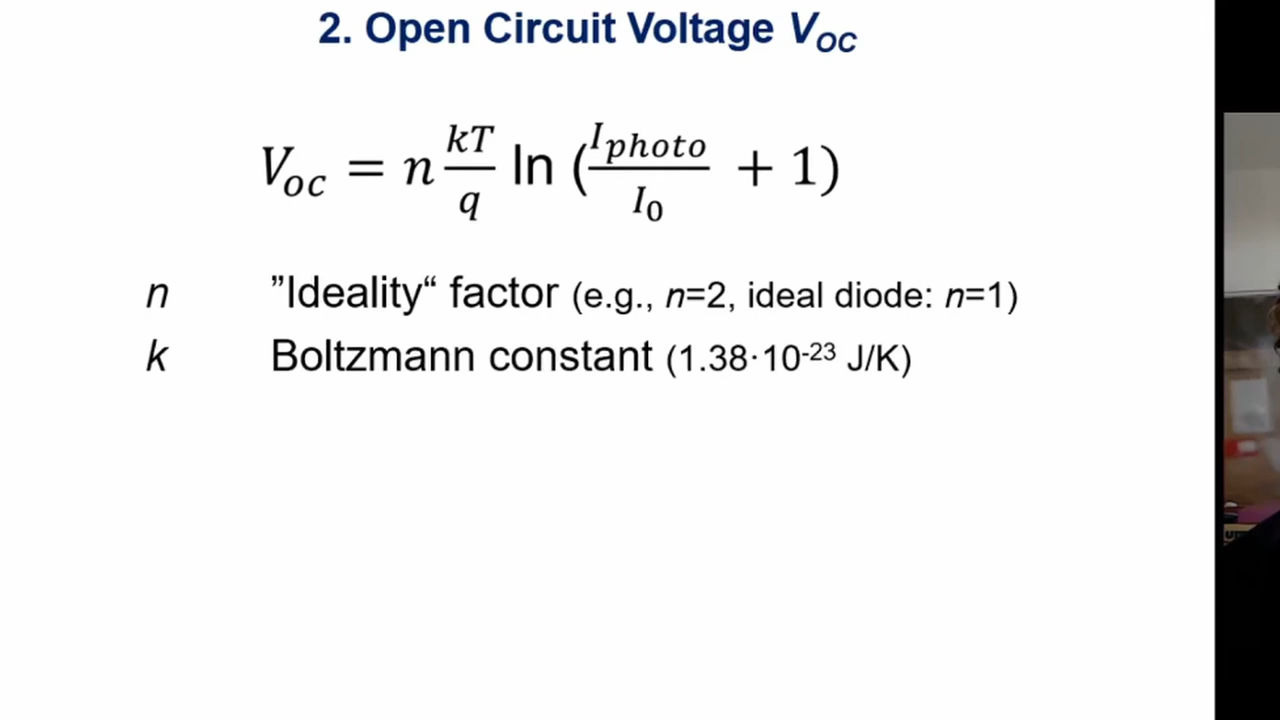 2. Open Circuit Voltage V_OC
V_oc = n kT/q ln (I_photo/I_0 + 1)
n ”Ideality“ factor (e.g., n=2, ideal diode: n=1)
k Boltzmann constant (1.38·10⁻²³ J/K)